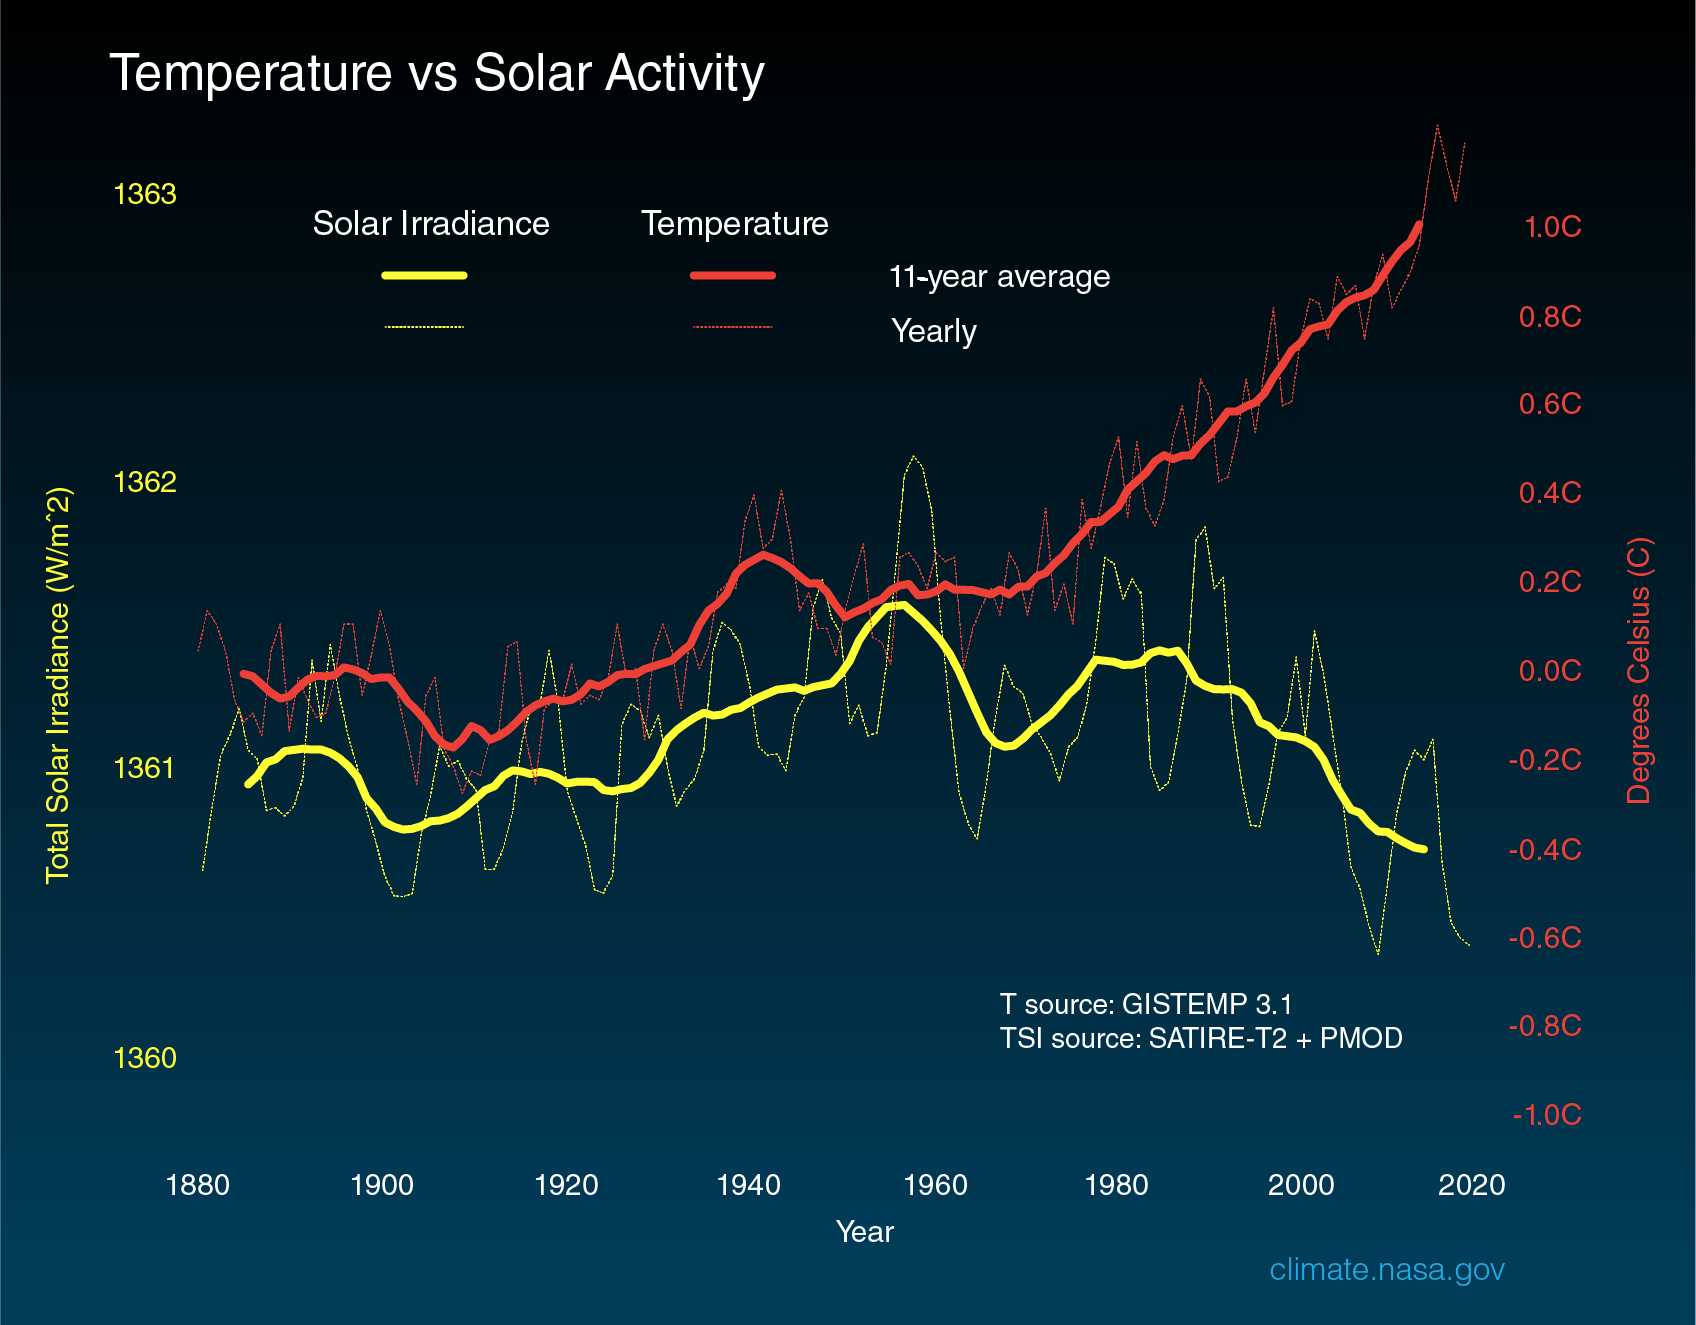 Temperature vs Solar Activity
1363
Solar Irradiance Temperature
1.0C
11-year average
0.8C
Yearly
0.6C
1362
0.4C
Total Solar Irradiance (W/m^2)
0.2C
Degrees Celsius (C)
0.0C
1361
-0.2C
-0.4C
-0.6C
T source: GISTEMP 3.1
-0.8C
TSI source: SATIRE-T2 + PMOD
1360
-1.0C
1880 1900 1920 1940 1960 1980 2000 2020
Year
climate.nasa.gov